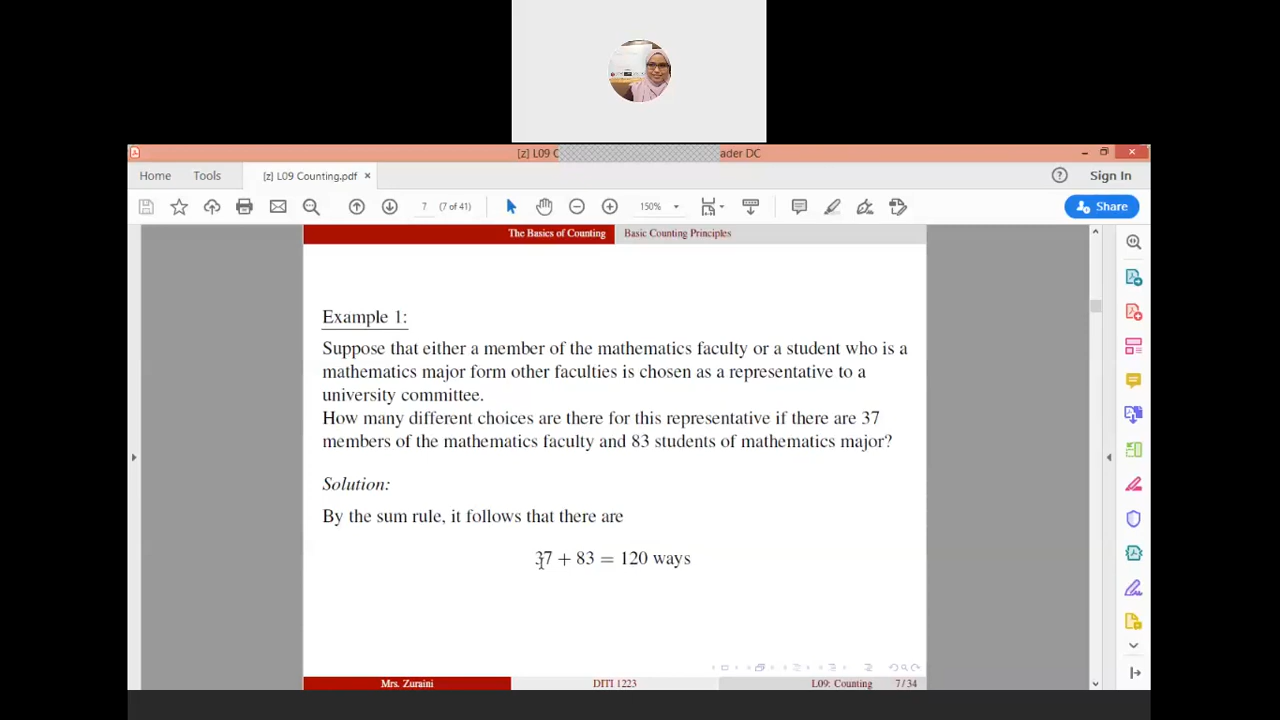 [z] L09 C ader DC
Home Tools [z] L09 Counting.pdf × Sign In
7 (7 of 41) 150% Share
The Basics of Counting Basic Counting Principles
Example 1:
Suppose that either a member of the mathematics faculty or a student who is a
mathematics major form other faculties is chosen as a representative to a
university committee.
How many different choices are there for this representative if there are 37
members of the mathematics faculty and 83 students of mathematics major?
Solution:
By the sum rule, it follows that there are
37 + 83 = 120 ways
Mrs. Zuraini DITI 1223 L09: Counting 7 / 34